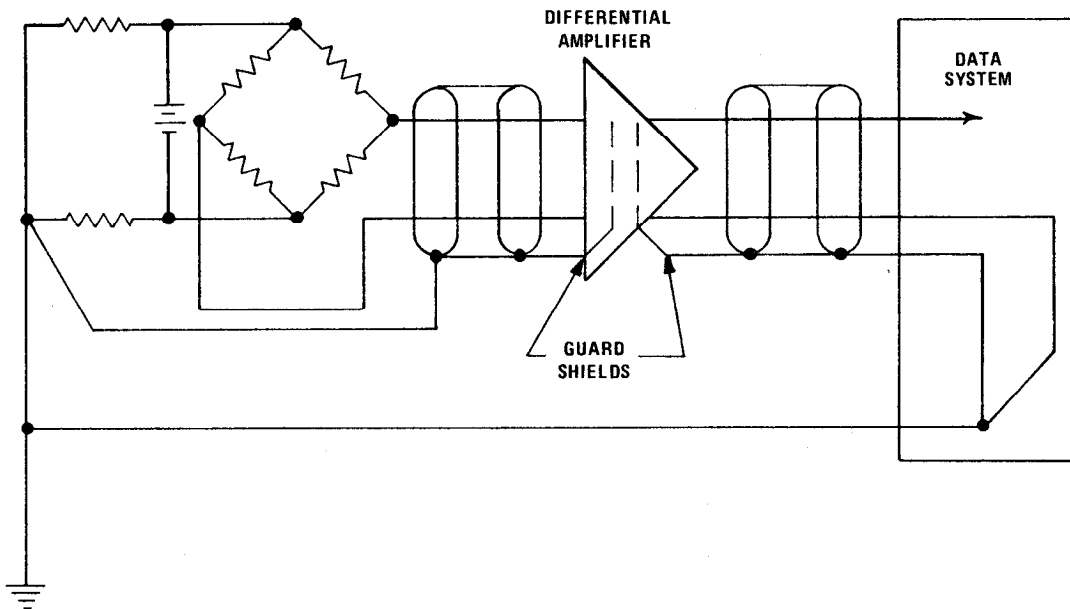 DIFFERENTIAL
AMPLIFIER
DATA
SYSTEM
GUARD
SHIELDS